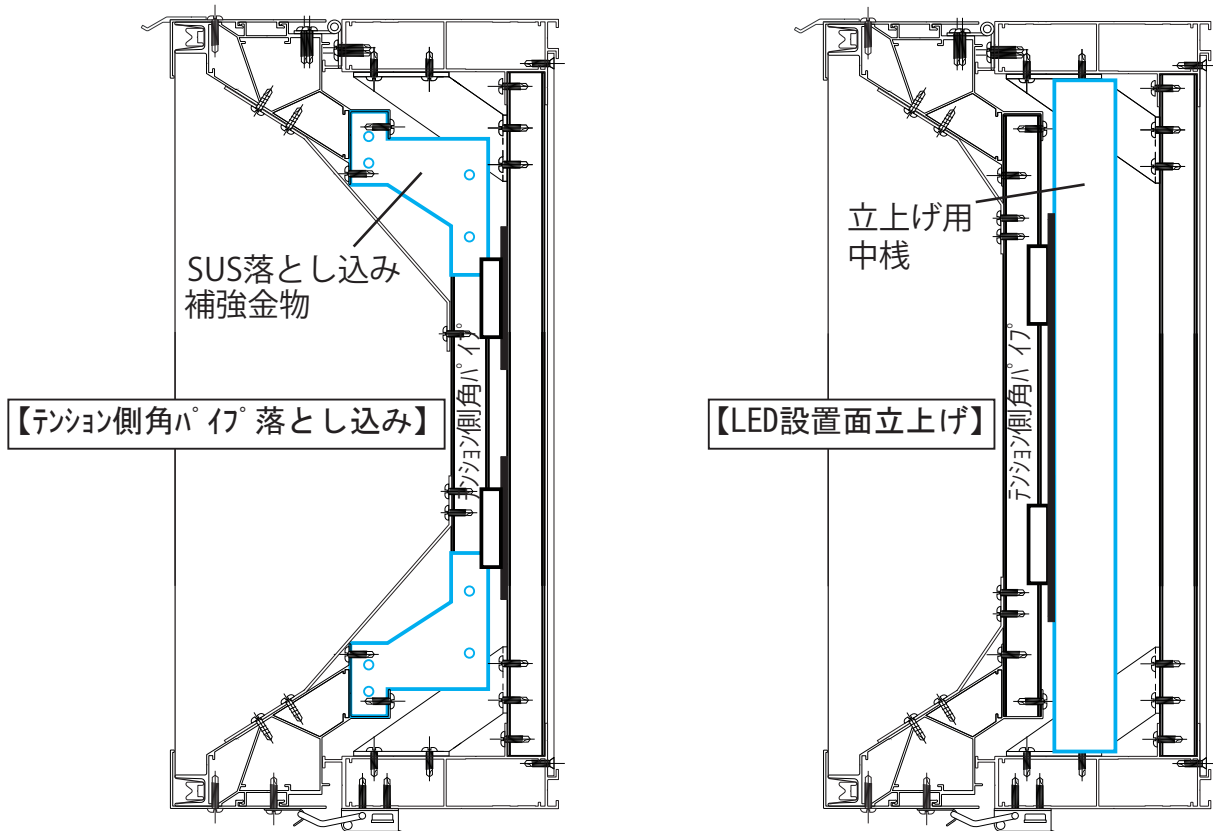 SUS落とし込み
補強金物
テンション側角パイプ
【テンション側角パイプ落とし込み】
立上げ用
中桟
テンション側角パイプ
【LED設置面立上げ】